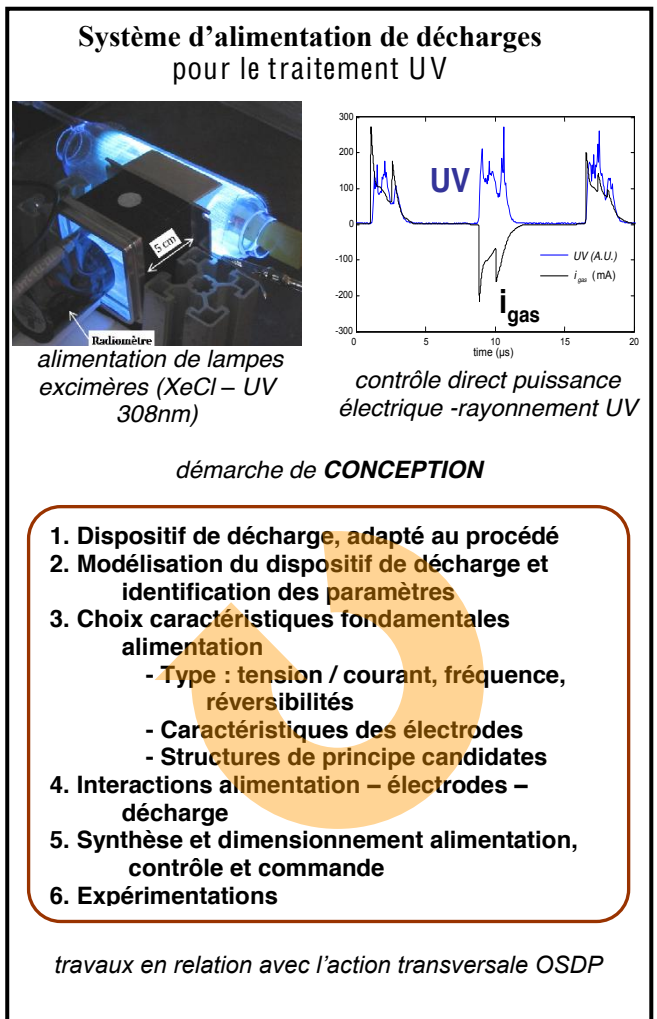 Système d'alimentation de décharges
pour le traitement UV
5 cm
Radiomètre
300
200
100
0
-100
-200
-300
0
5
10
15
20
time (µs)
UV
UV (A.U.)
i gas (mA)
i gas
alimentation de lampes
excimères (XeCl – UV
308nm)
contrôle direct puissance
électrique -rayonnement UV
démarche de CONCEPTION
1. Dispositif de décharge, adapté au procédé
2. Modélisation du dispositif de décharge et
identification des paramètres
3. Choix caractéristiques fondamentales
alimentation
- Type : tension / courant, fréquence,
réversibilités
- Caractéristiques des électrodes
- Structures de principe candidates
4. Interactions alimentation – électrodes –
décharge
5. Synthèse et dimensionnement alimentation,
contrôle et commande
6. Expérimentations
travaux en relation avec l'action transversale OSDP